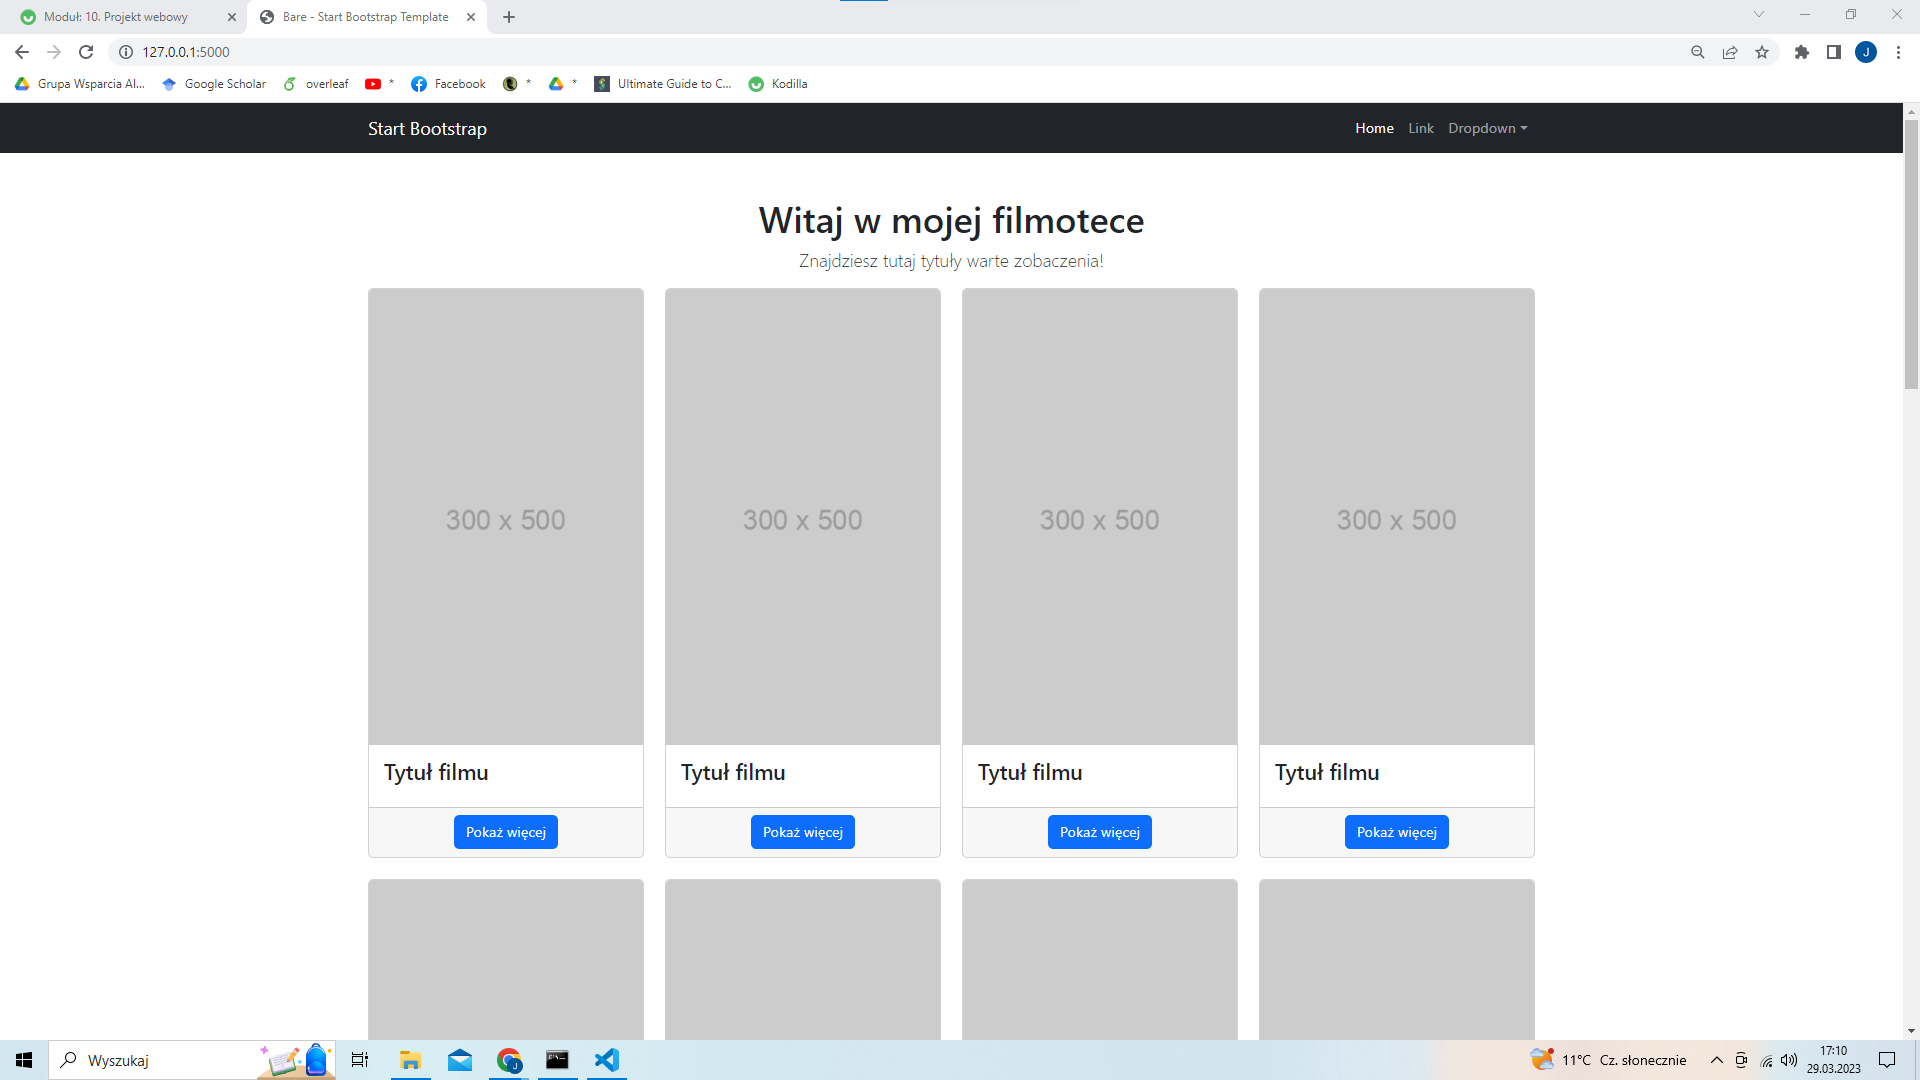 Moduł: 10. Projekt webowy
Bare - Start Bootstrap Template
127.0.0.1:5000
J
Grupa Wsparcia Al...
Google Scholar
overleaf
*
Facebook
*
*
Ultimate Guide to C...
Kodilla
Start Bootstrap
Home
Link
Dropdown
Witaj w mojej filmotece
Znajdziesz tutaj tytuły warte zobaczenia!
300 x 500
300 x 500
300 x 500
300 x 500
Tytuł filmu
Tytuł filmu
Tytuł filmu
Tytuł filmu
Pokaż więcej
Pokaż więcej
Pokaż więcej
Pokaż więcej
Wyszukaj
J
11°C Cz. słonecznie
17:10
29.03.2023